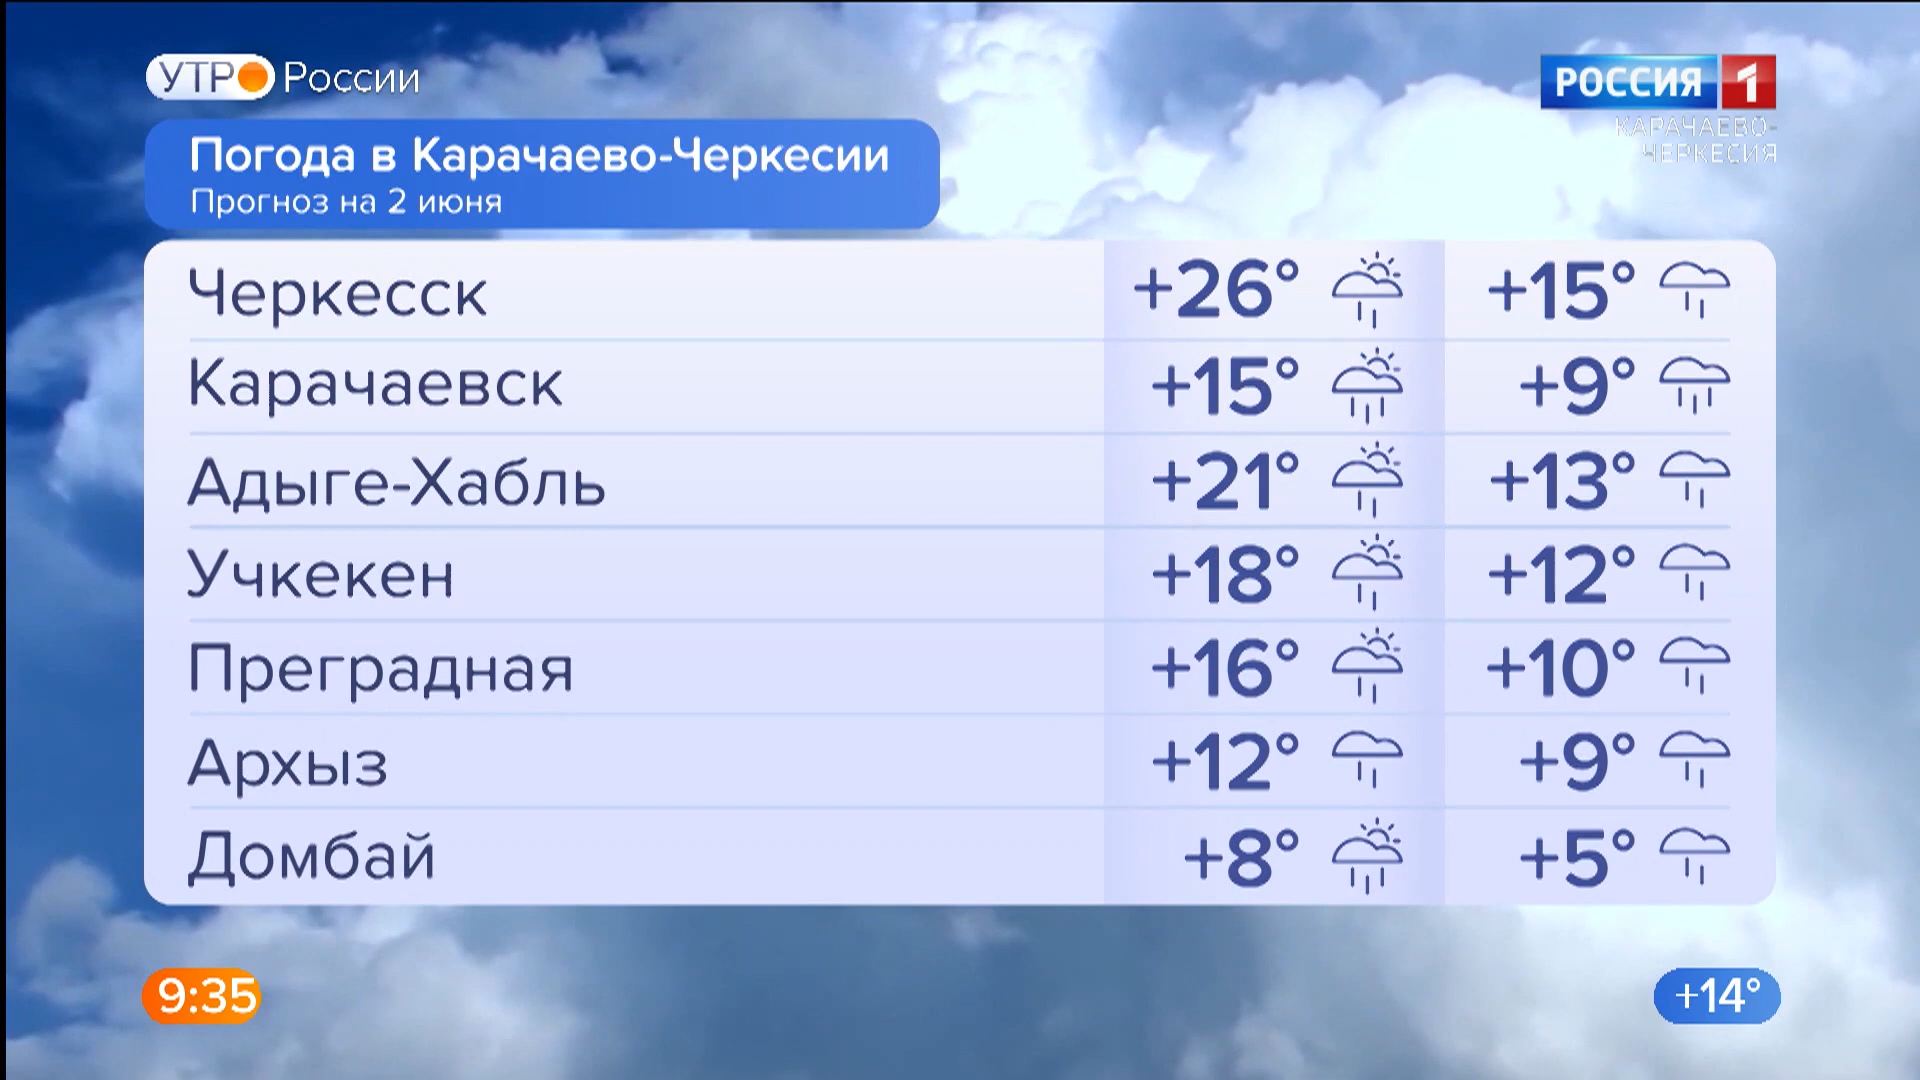 УТРО России
РОССИЯ 1
КАРАЧАЕВО-
ЧЕРКЕСИЯ
Погода в Карачаево-Черкесии
Прогноз на 2 июня
Черкесск +26° +15°
Карачаевск +15° +9°
Адыге-Хабль +21° +13°
Учкекен +18° +12°
Преградная +16° +10°
Архыз +12° +9°
Домбай +8° +5°
9:35 +14°